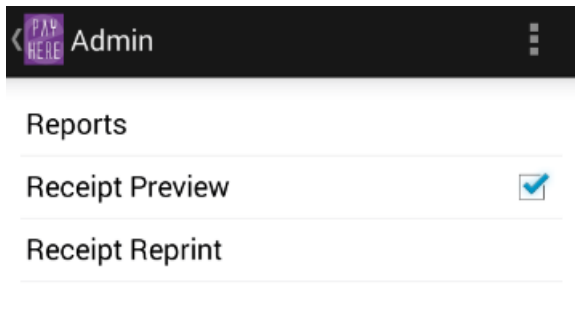 PAY
HERE
Admin
Reports
Receipt Preview
Receipt Reprint